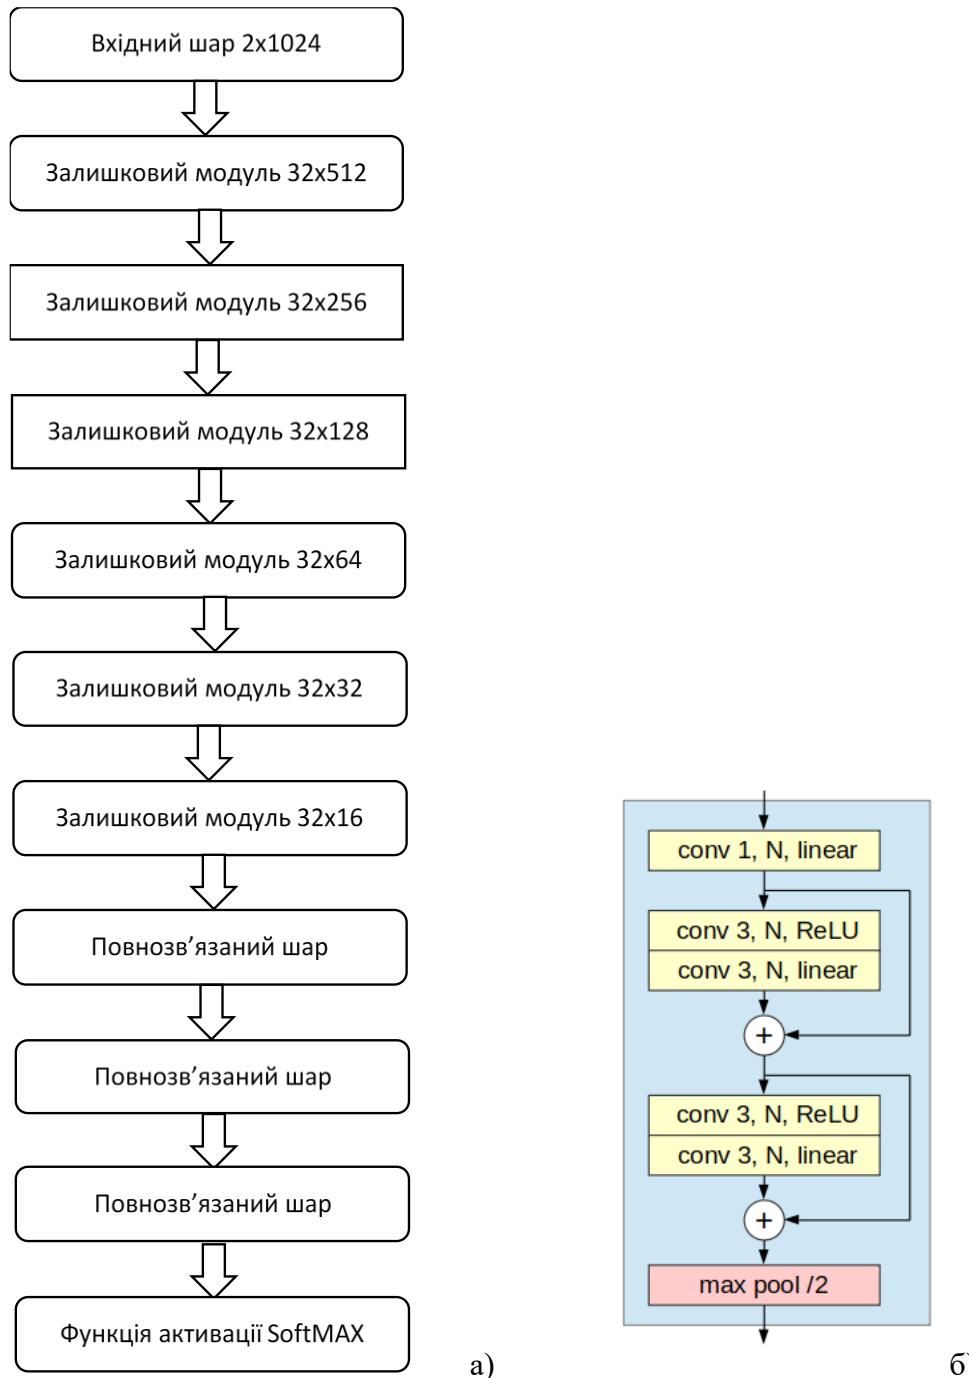 Вхідний шар 2x1024
Залишковий модуль 32x512
Залишковий модуль 32x256
Залишковий модуль 32x128
Залишковий модуль 32x64
Залишковий модуль 32x32
Залишковий модуль 32x16
Повнозв’язаний шар
Повнозв’язаний шар
Повнозв’язаний шар
Функція активації SoftMAX
а)
conv 1, N, linear
conv 3, N, ReLU
conv 3, N, linear
+
conv 3, N, ReLU
conv 3, N, linear
+
max pool /2
б)